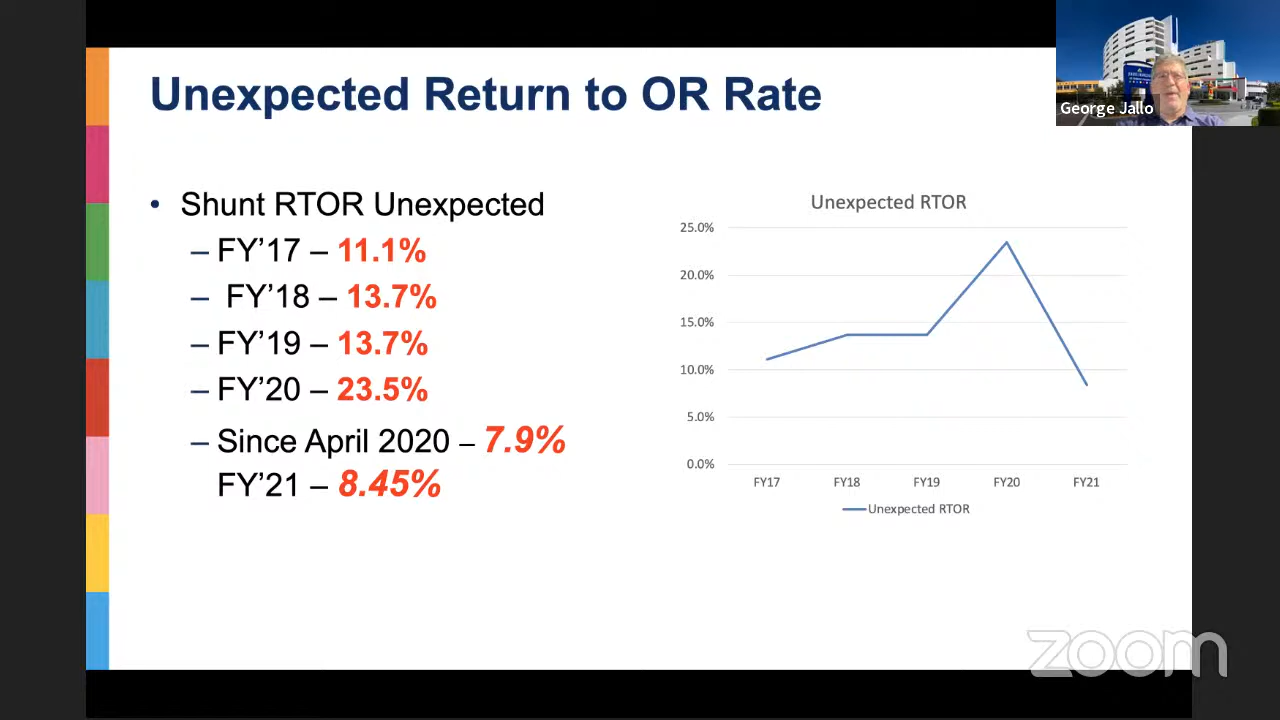 Unexpected Return to OR Rate
George Jallo
• Shunt RTOR Unexpected
– FY’17 – 11.1%
– FY’18 – 13.7%
– FY’19 – 13.7%
– FY’20 – 23.5%
– Since April 2020 – 7.9%
FY’21 – 8.45%
Unexpected RTOR
25.0%
20.0%
15.0%
10.0%
5.0%
0.0%
FY17 FY18 FY19 FY20 FY21
Unexpected RTOR
zoom